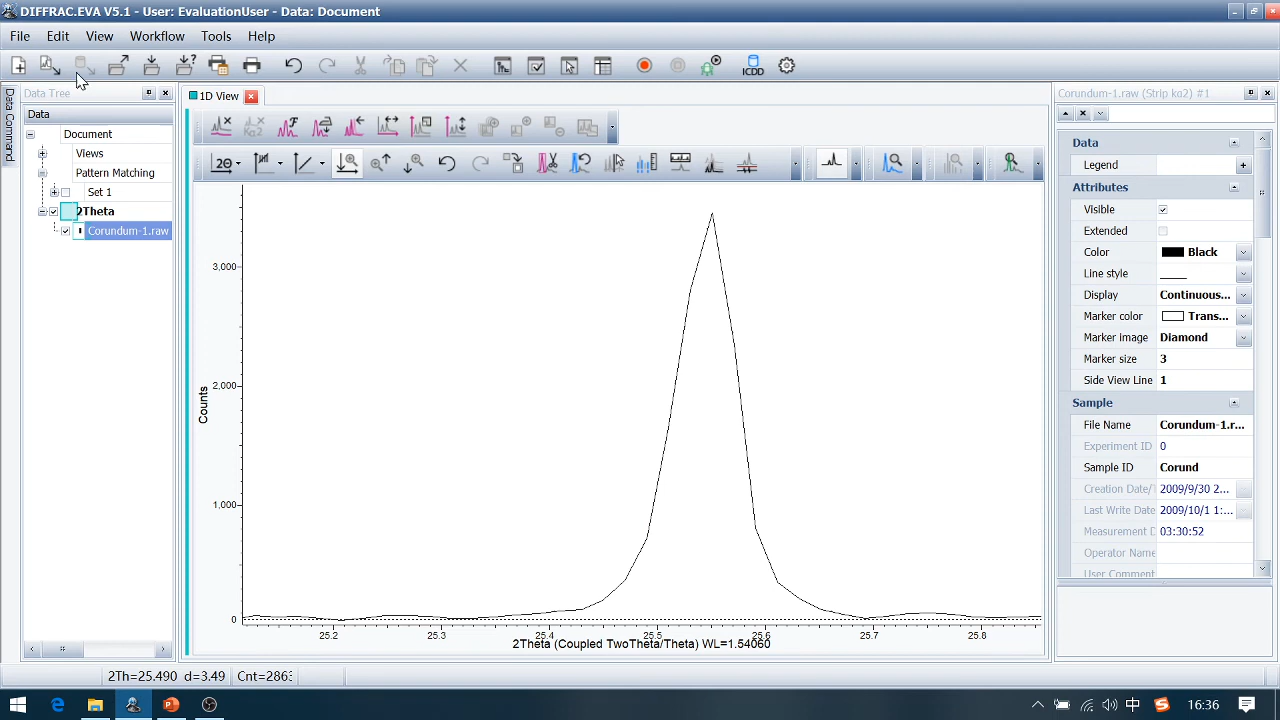 DIFFRAC.EVA V5.1 - User: EvaluationUser - Data: Document
File Edit View Workflow Tools Help
ICDD
Data Command
Data Tree
Data
Document
Views
Pattern Matching
Set 1
2Theta
Corundum-1.raw
1D View
Kα2
2Θ
Counts
3,000
2,000
1,000
0
25.2 25.3 25.4 25.5 25.6 25.7 25.8
2Theta (Coupled TwoTheta/Theta) WL=1.54060
Corundum-1.raw (Strip kα2) #1
Data
Legend
Attributes
Visible
Extended
Color Black
Line style
Display Continuous...
Marker color Trans...
Marker image Diamond
Marker size 3
Side View Line 1
Sample
File Name Corundum-1.r...
Experiment ID 0
Sample ID Corund
Creation Date/ 2009/9/30 2...
Last Write Date 2009/10/1 1:...
Measurement D 03:30:52
Operator Name
User Comment
2Th=25.490 d=3.49 Cnt=2863
中 16:36